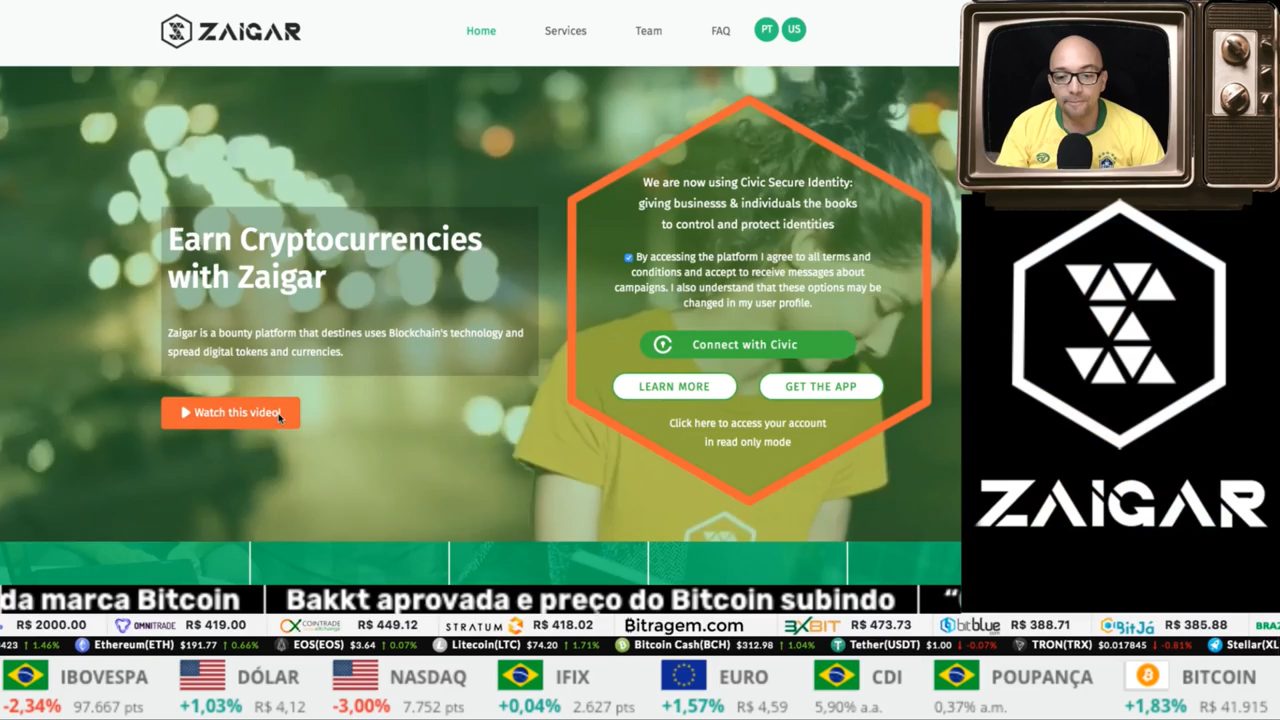 ZAIGAR
Home
Services
Team
FAQ
PT
US
Earn Cryptocurrencies
with Zaigar
Zaigar is a bounty platform that destines uses Blockchain's technology and
spread digital tokens and currencies.
Watch this video!
We are now using Civic Secure Identity:
giving businesss & individuals the books
to control and protect identities
By accessing the platform I agree to all terms and
conditions and accept to receive messages about
campaigns. I also understand that these options may be
changed in my user profile.
Connect with Civic
LEARN MORE
GET THE APP
Click here to access your account
in read only mode
ZAIGAR
da marca Bitcoin
Bakkt aprovada e preço do Bitcoin subindo
R$ 2000.00
OMNITRADE R$ 419.00
COINTRADE R$ 449.12
STRATUM R$ 418.02
Bitragem.com
3XBIT R$ 473.73
bitblue R$ 388.71
BitJá R$ 385.88
BRAZ
423 ↑ 1.46%
Ethereum(ETH) $191.77 ↑ 0.66%
EOS(EOS) $3.64 ↑ 0.07%
Litecoin(LTC) $74.20 ↑ 1.71%
Bitcoin Cash(BCH) $312.98 ↑ 1.04%
Tether(USDT) $1.00 ↓ -0.07%
TRON(TRX) $0.017845 ↓ -0.81%
Stellar(XL
IBOVESPA
-2,34% 97.667 pts
DÓLAR
+1,03% R$ 4,12
NASDAQ
-3,00% 7.752 pts
IFIX
+0,04% 2.627 pts
EURO
+1,57% R$ 4,59
CDI
5,90% a.a.
POUPANÇA
0,37% a.m.
BITCOIN
+1,83% R$ 41.915